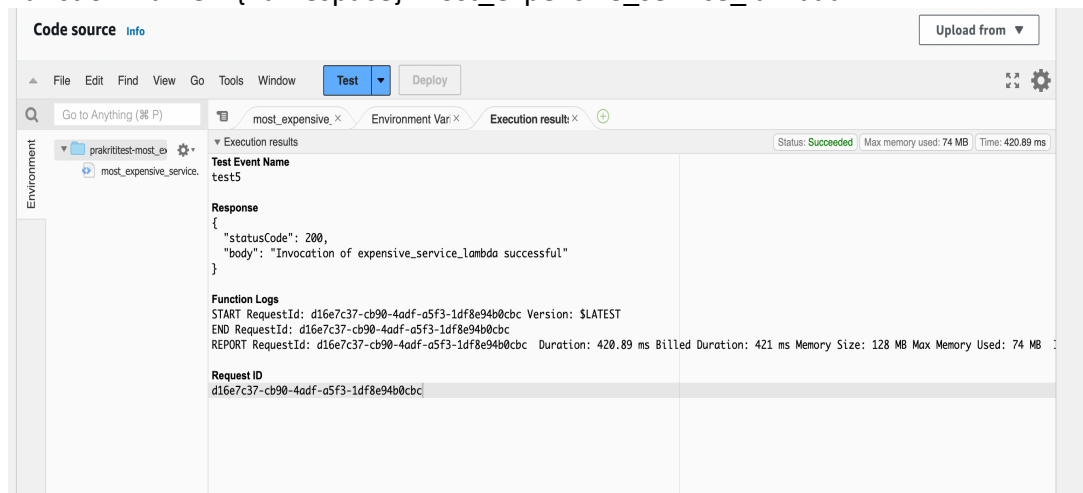 Code source Info
Upload from ▼
File Edit Find View Go Tools Window Test Deploy
Go to Anything (⌘ P)
most_expensive_ × Environment Var × Execution result: ×
Environment
prakrititest-most_ex
most_expensive_service.
▼ Execution results
Status: Succeeded Max memory used: 74 MB Time: 420.89 ms
Test Event Name
test5
Response
{
"statusCode": 200,
"body": "Invocation of expensive_service_lambda successful"
}
Function Logs
START RequestId: d16e7c37-cb90-4adf-a5f3-1df8e94b0cbc Version: $LATEST
END RequestId: d16e7c37-cb90-4adf-a5f3-1df8e94b0cbc
REPORT RequestId: d16e7c37-cb90-4adf-a5f3-1df8e94b0cbc Duration: 420.89 ms Billed Duration: 421 ms Memory Size: 128 MB Max Memory Used: 74 MB
Request ID
d16e7c37-cb90-4adf-a5f3-1df8e94b0cbc